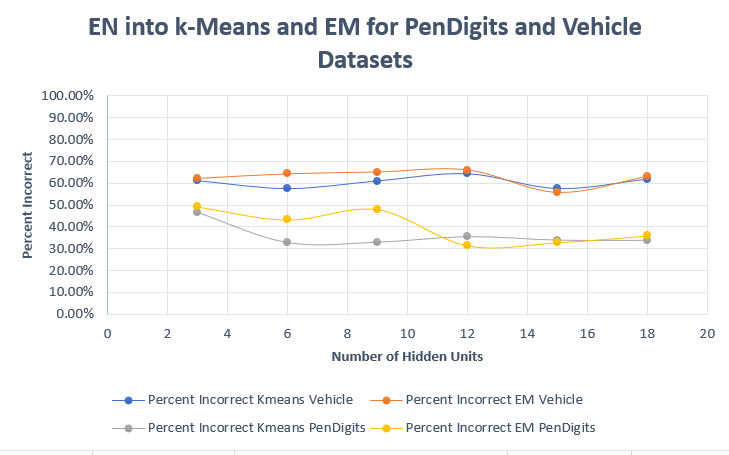 EN into k-Means and EM for PenDigits and Vehicle
Datasets
100.00%
90.00%
80.00%
70.00%
60.00%
50.00%
40.00%
30.00%
20.00%
10.00%
0.00%
Percent Incorrect
0 2 4 6 8 10 12 14 16 18 20
Number of Hidden Units
Percent Incorrect Kmeans Vehicle Percent Incorrect EM Vehicle
Percent Incorrect Kmeans PenDigits Percent Incorrect EM PenDigits